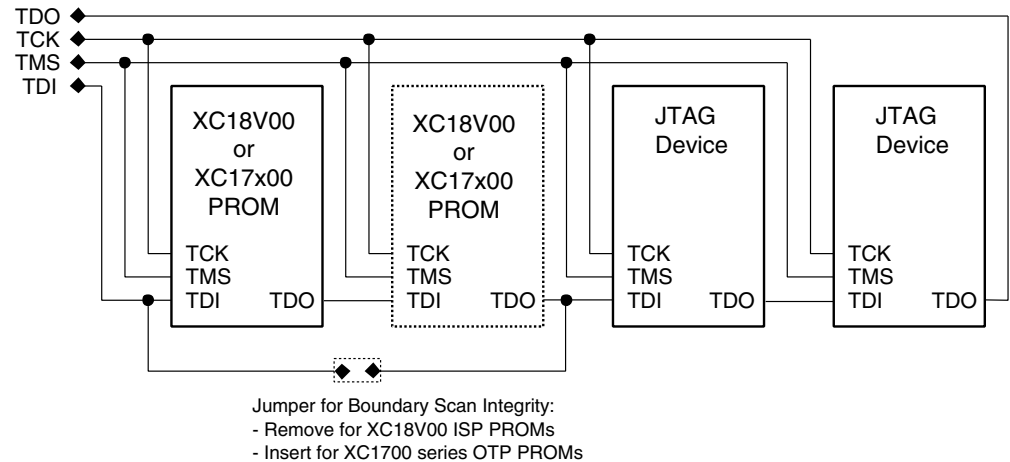 TDO
TCK
TMS
TDI
XC18V00
or
XC17x00
PROM
TCK
TMS
TDI TDO
XC18V00
or
XC17x00
PROM
TCK
TMS
TDI TDO
JTAG
Device
TCK
TMS
TDI TDO
JTAG
Device
TCK
TMS
TDI TDO
Jumper for Boundary Scan Integrity:
- Remove for XC18V00 ISP PROMs
- Insert for XC1700 series OTP PROMs